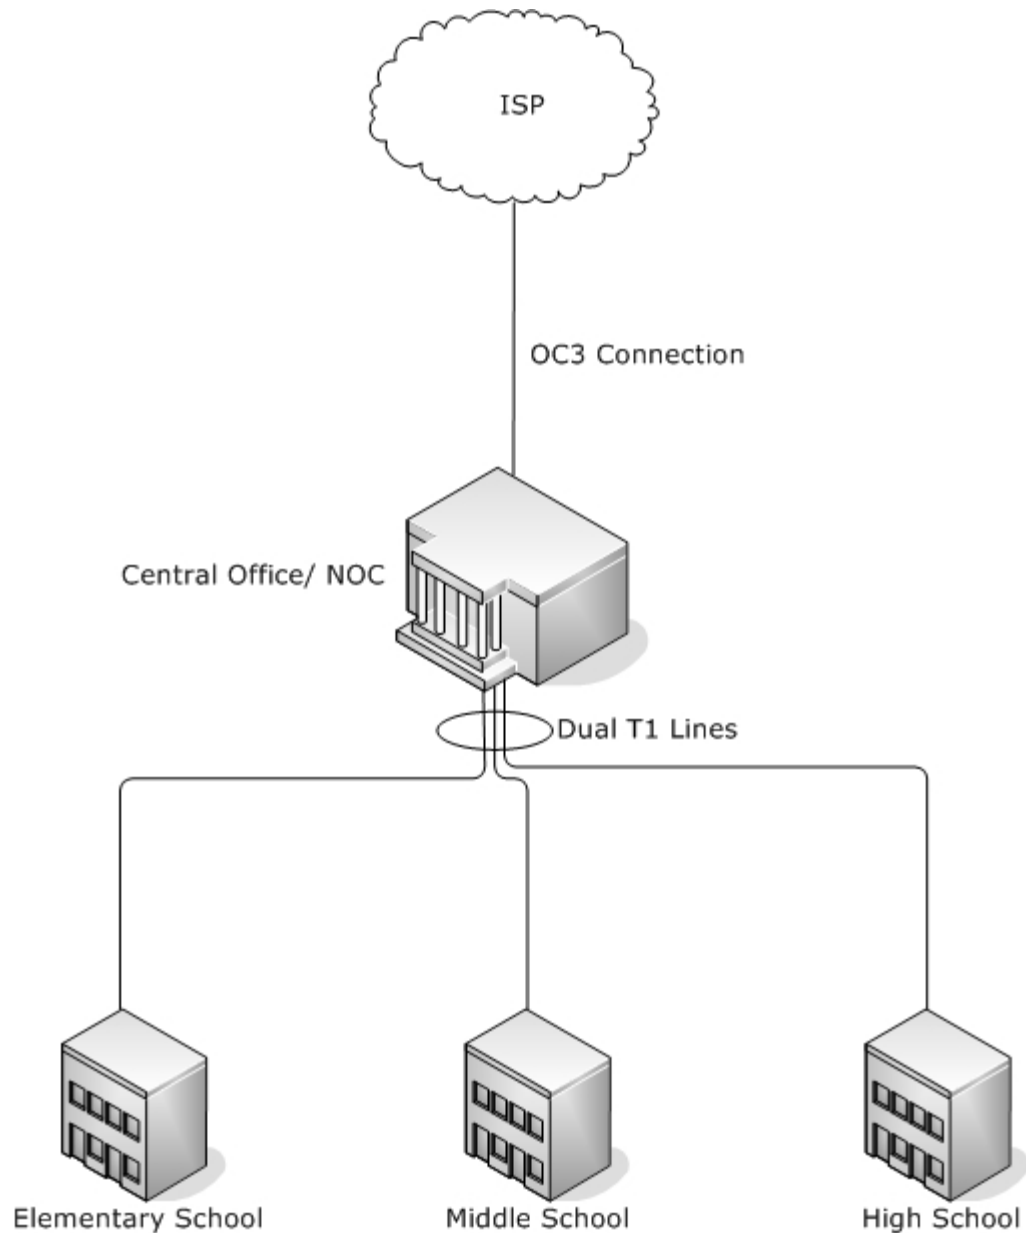 ISP
OC3 Connection
Central Office/ NOC
Dual T1 Lines
Elementary School
Middle School
High School